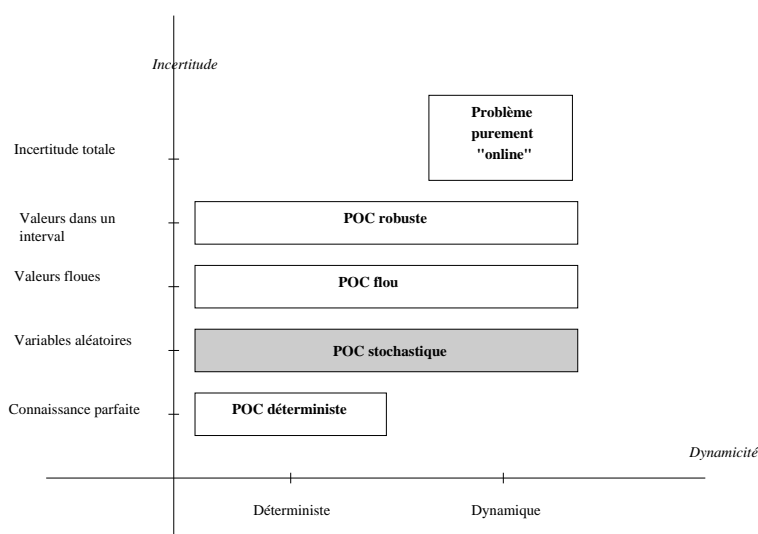 Incertitude
Problème
purement
"online"
Incertitude totale
Valeurs dans un
interval
POC robuste
Valeurs floues
POC flou
Variables aléatoires
POC stochastique
Connaissance parfaite
POC déterministe
Dynamicité
Déterministe
Dynamique